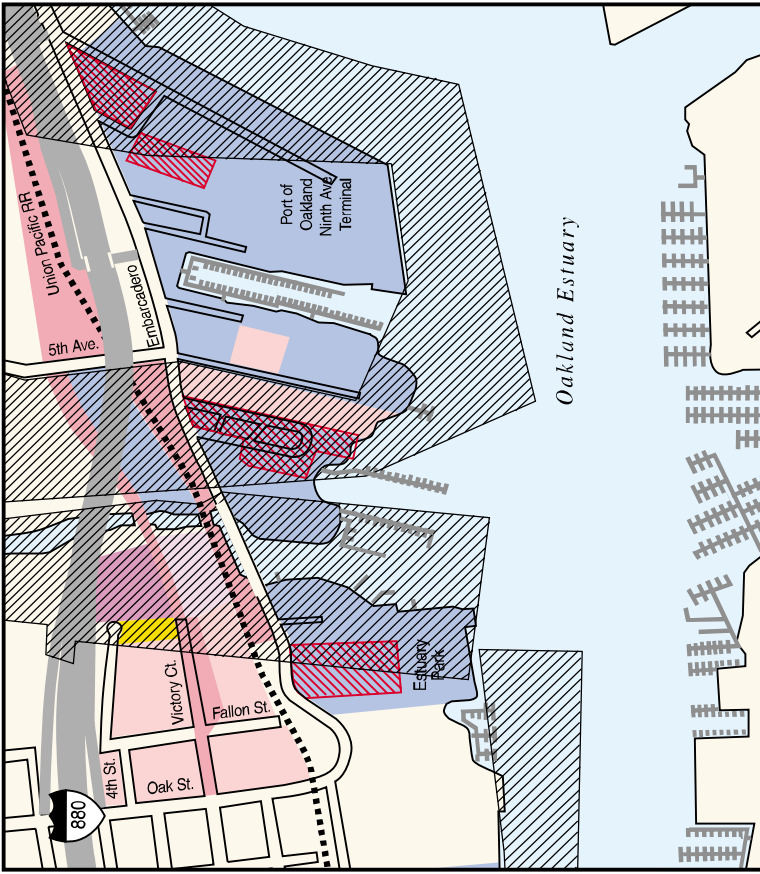 Union Pacific RR
Port of
Oakland
Ninth Ave.
Terminal
Oakland Estuary
Embarcadero
5th Ave.
Estuary
Park
Victory Ct.
Fallon St.
4th St.
Oak St.
880